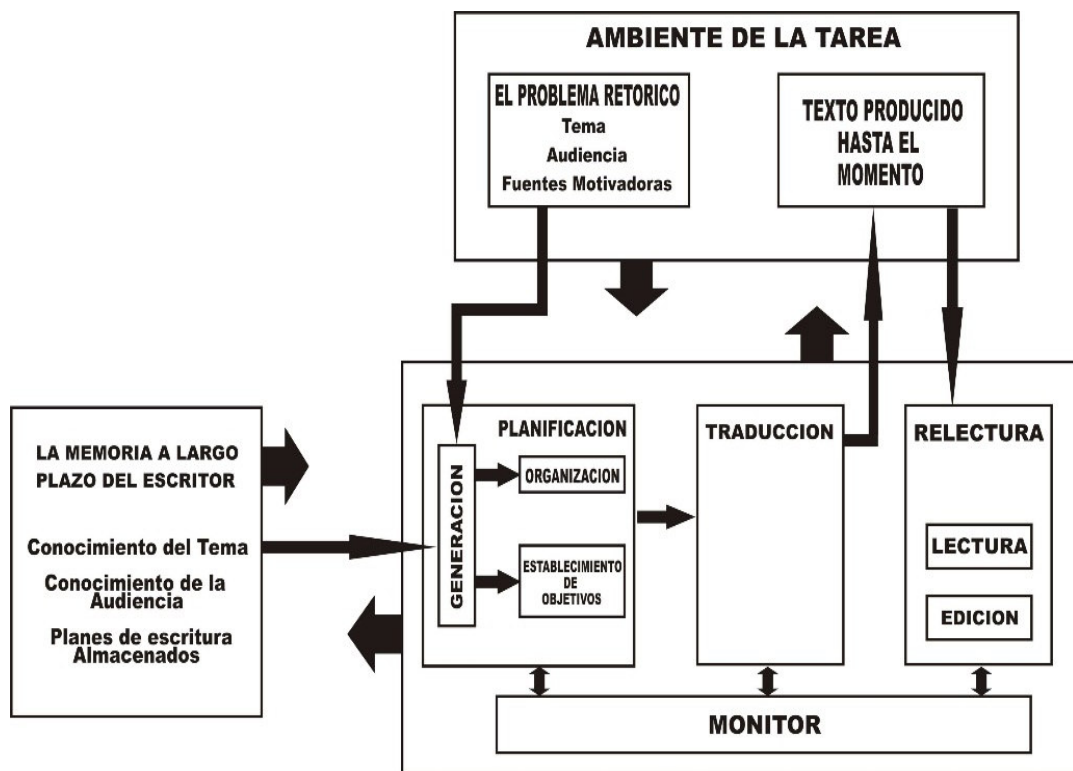 AMBIENTE DE LA TAREA
EL PROBLEMA RETORICO
Tema
Audiencia
Fuentes Motivadoras
TEXTO PRODUCIDO
HASTA EL
MOMENTO
LA MEMORIA A LARGO
PLAZO DEL ESCRITOR
Conocimiento del Tema
Conocimiento de la
Audiencia
Planes de escritura
Almacenados
PLANIFICACION
GENERACION
ORGANIZACION
ESTABLECIMIENTO
DE
OBJETIVOS
TRADUCCION
RELECTURA
LECTURA
EDICION
MONITOR